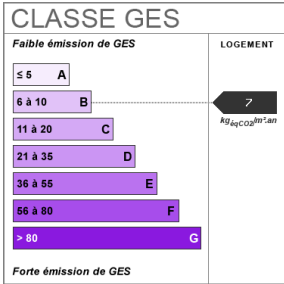 CLASSE GES
Faible émission de GES
LOGEMENT
≤ 5 A
6 à 10 B
7
kgéqCO2/m².an
11 à 20 C
21 à 35 D
36 à 55 E
56 à 80 F
> 80 G
Forte émission de GES